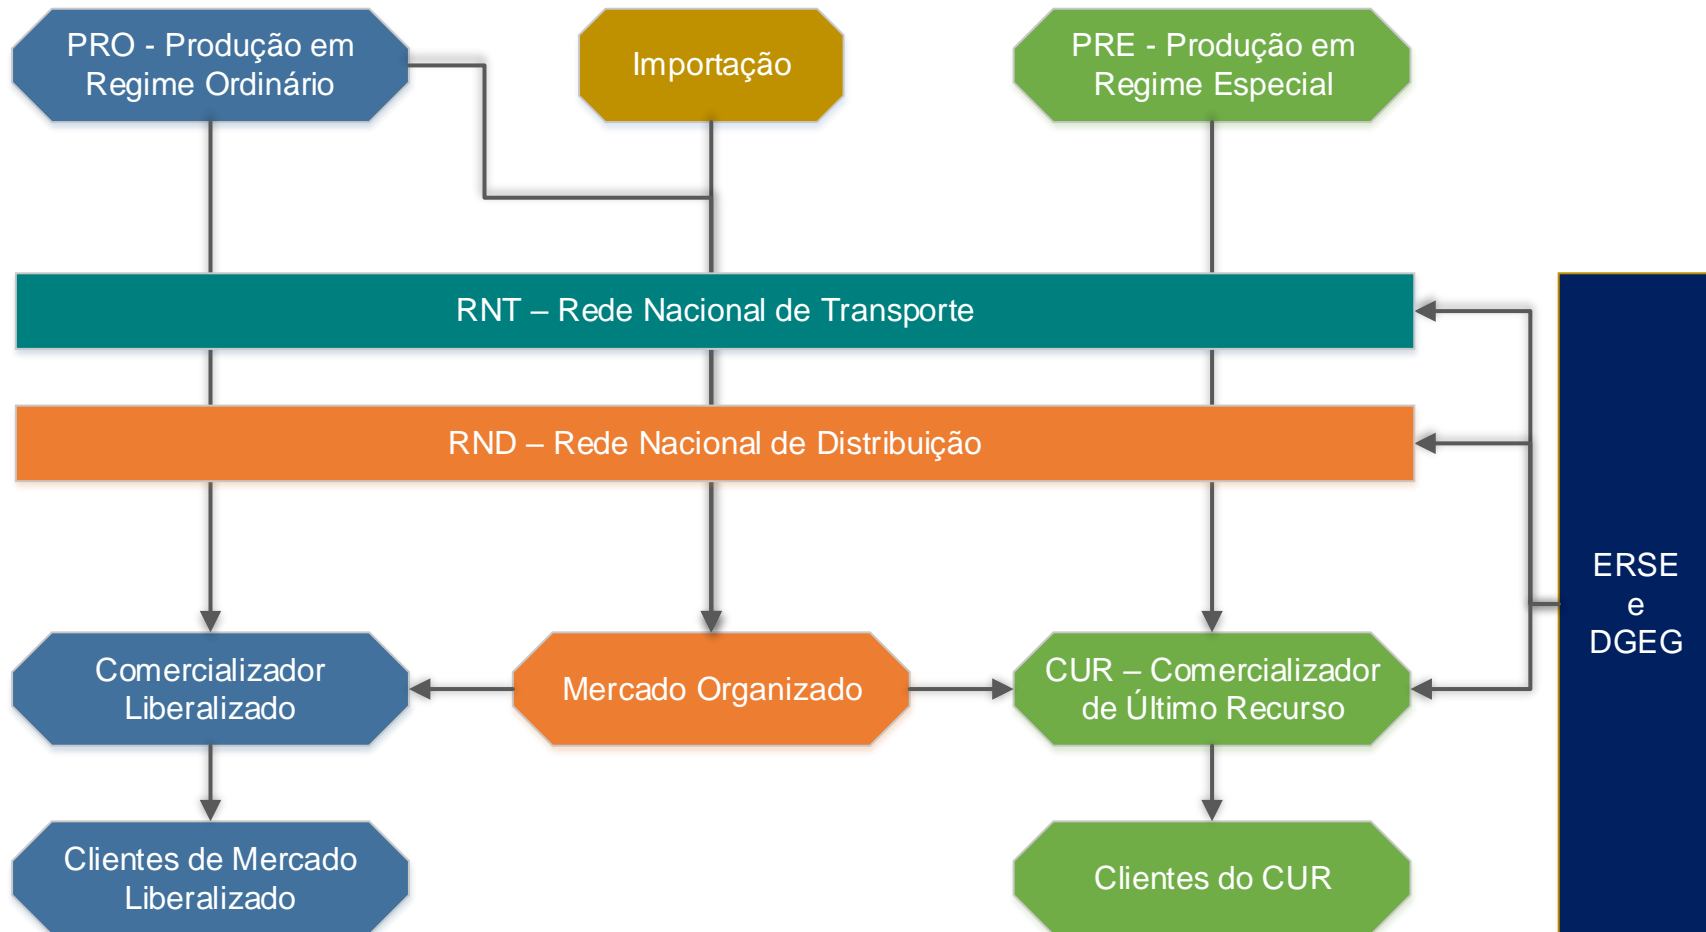 PRO - Produção em
Regime Ordinário
Importação
PRE - Produção em
Regime Especial
RNT – Rede Nacional de Transporte
RND – Rede Nacional de Distribuição
ERSE
e
DGEG
Comercializador
Liberalizado
Mercado Organizado
CUR – Comercializador
de Último Recurso
Clientes de Mercado
Liberalizado
Clientes do CUR